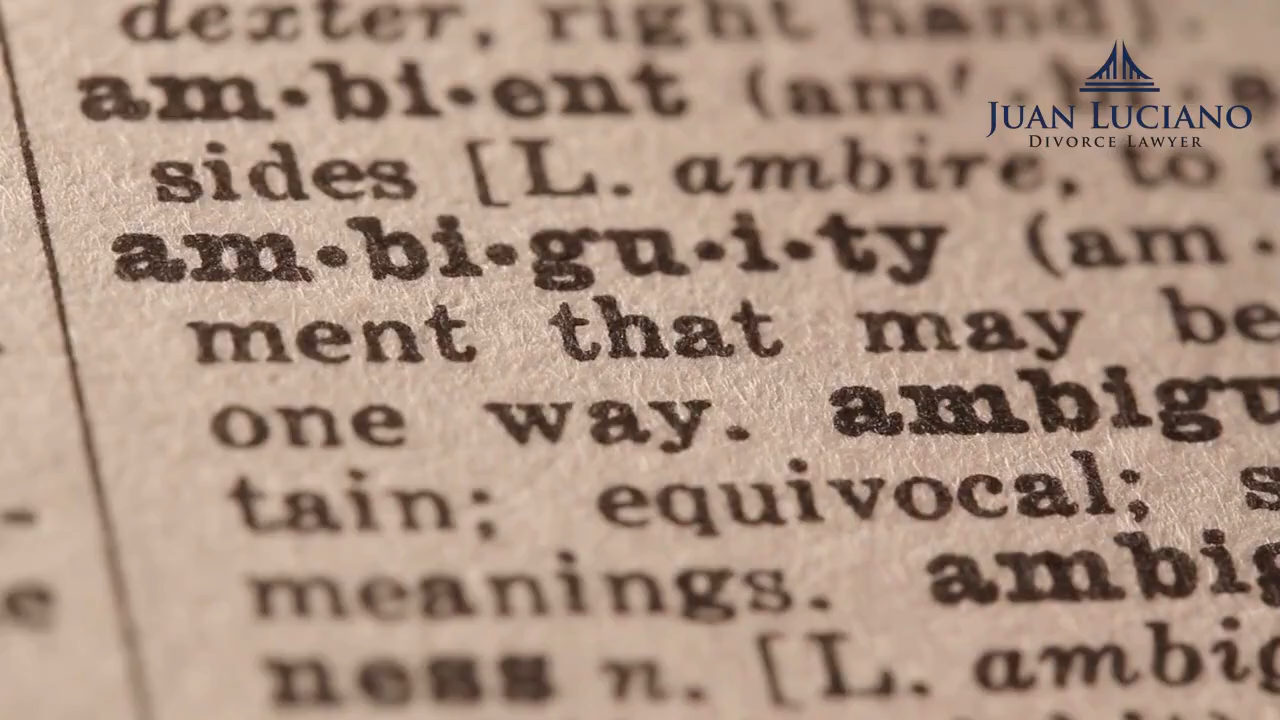 dexter, right hand].
am·bi·ent (am'
sides [L. ambire, to
am·bi·gu·i·ty (am·
ment that may be
one way. ambigu
tain; equivocal; s
meanings. ambig
ness n. [L. ambig
JUAN LUCIANO
DIVORCE LAWYER